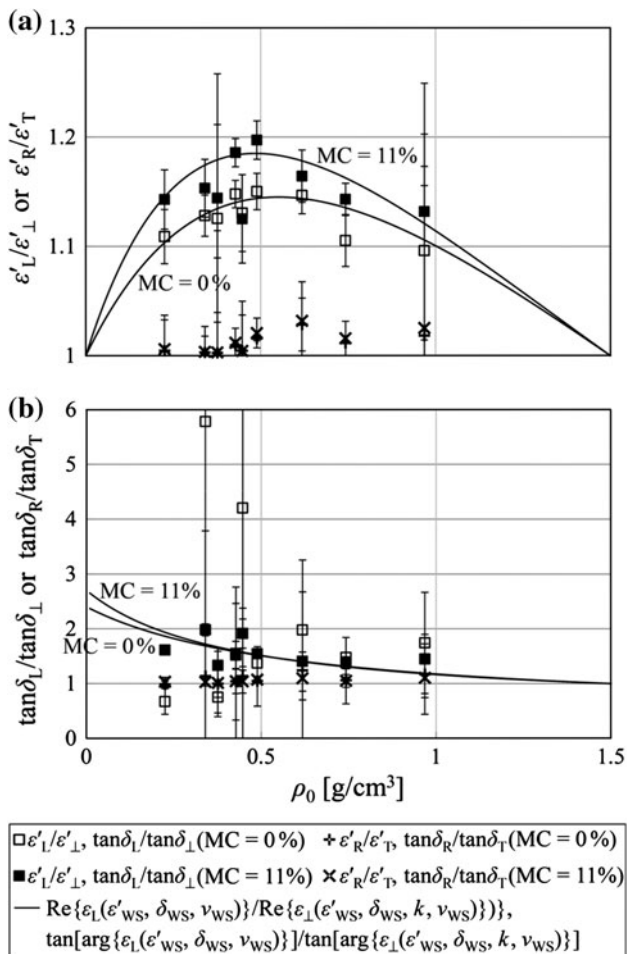 (a)
1.3
1.2
1.1
1
ε′L/ε′⊥ or ε′R/ε′T
MC = 11%
MC = 0%
(b)
6
5
4
3
2
1
0
tanδL/tanδ⊥ or tanδR/tanδT
MC = 11%
MC = 0%
0 0.5 1 1.5
ρ0 [g/cm³]
□ε′L/ε′⊥, tanδL/tanδ⊥(MC = 0%) +ε′R/ε′T, tanδR/tanδT(MC = 0%)
■ε′L/ε′⊥, tanδL/tanδ⊥(MC = 11%) ×ε′R/ε′T, tanδR/tanδT(MC = 11%)
— Re{εL(ε′WS, δWS, νWS)}/Re{ε⊥(ε′WS, δWS, k, νWS)})},
tan[arg{εL(ε′WS, δWS, νWS)}]/tan[arg{ε⊥(ε′WS, δWS, k, νWS)}]